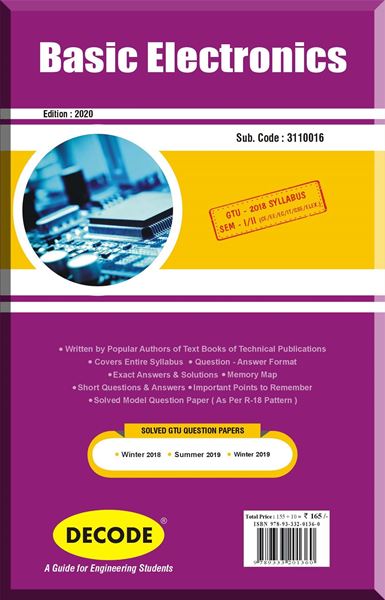 Basic Electronics
Edition : 2020
Sub. Code : 3110016
GTU - 2018 SYLLABUS
SEM - I/II (CE/EE/EC/IT/CSE/ELEX.)
• Written by Popular Authors of Text Books of Technical Publications
• Covers Entire Syllabus • Question - Answer Format
• Exact Answers & Solutions • Memory Map
• Short Questions & Answers • Important Points to Remember
• Solved Model Question Paper ( As Per R-18 Pattern )
SOLVED GTU QUESTION PAPERS
• Winter 2018 • Summer 2019 • Winter 2019
DECODE ®
A Guide for Engineering Students
Total Price : 155 + 10 = ₹ 165 /-
ISBN 978-93-332-0136-0
9 789333 201360